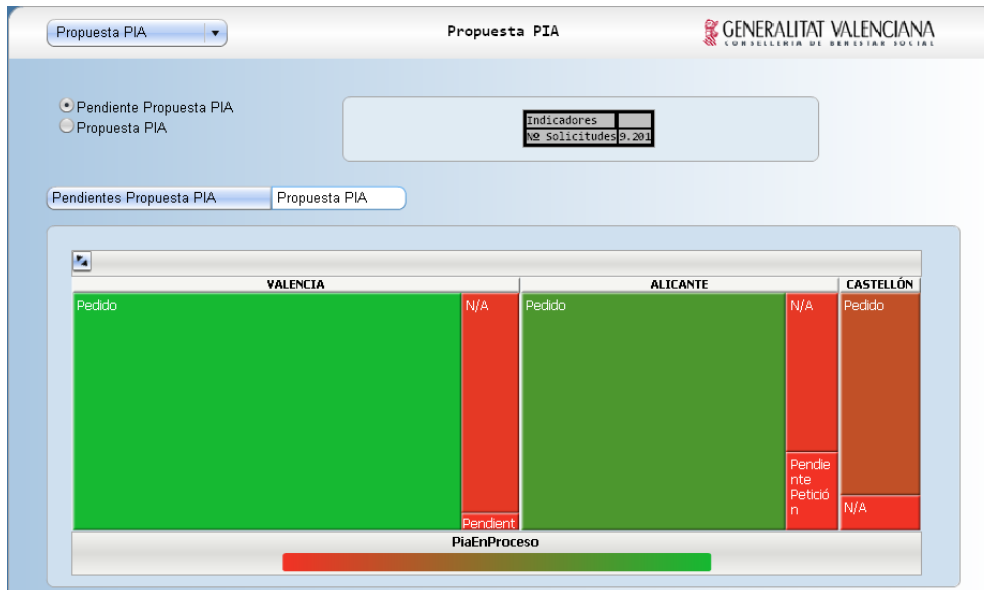 Propuesta PIA
Propuesta PIA
GENERALITAT VALENCIANA
CONSELLERIA DE BENESTAR SOCIAL
Pendiente Propuesta PIA
Propuesta PIA
Indicadores
Nº Solicitudes 9.201
Pendientes Propuesta PIA
Propuesta PIA
VALENCIA
ALICANTE
CASTELLÓN
Pedido
N/A
Pendient
Pedido
N/A
Pendie
nte
Petició
n
Pedido
N/A
PiaEnProceso